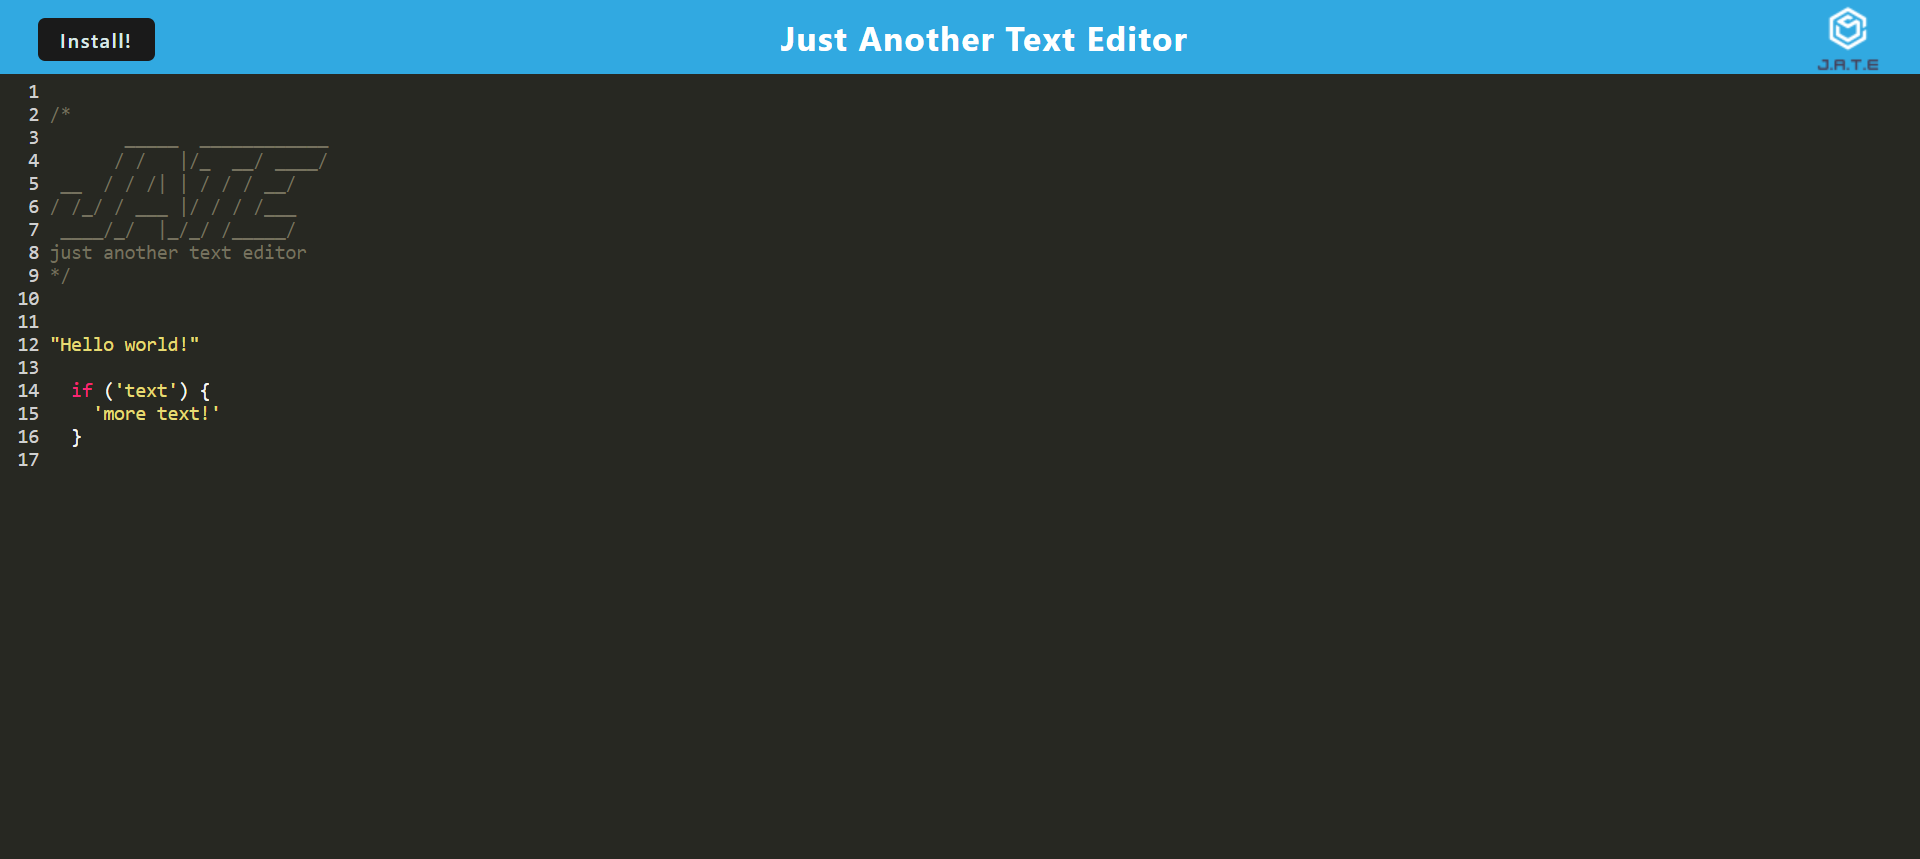 Install!
Just Another Text Editor
J.A.T.E
1
2 /*
3        _____  ____________
4       / /   |/_  __/ ____/
5  __  / / /| | / / / __/
6 / /_/ / ___ |/ / / /___
7  ____/_/  |_/_/ /_____/
8 just another text editor
9 */
10
11
12 "Hello world!"
13
14   if ('text') {
15     'more text!'
16   }
17